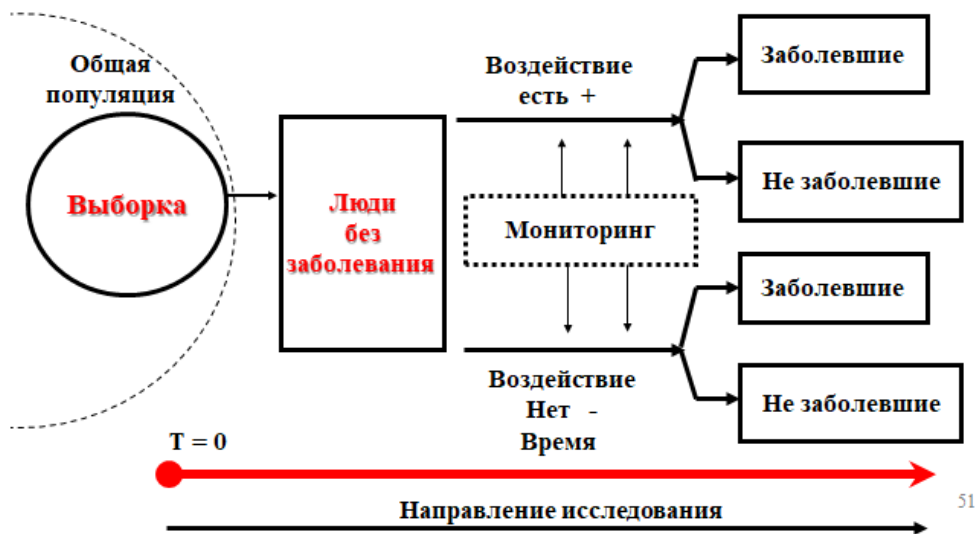 Общая
популяция
Выборка
Люди
без
заболевания
Воздействие
есть +
Мониторинг
Воздействие
Нет -
Время
Заболевшие
Не заболевшие
Заболевшие
Не заболевшие
T = 0
Направление исследования
51